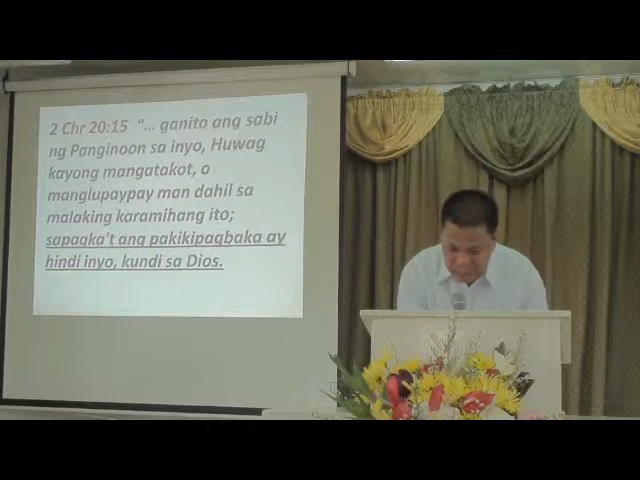 2 Chr 20:15 “... ganito ang sabi
ng Panginoon sa inyo, Huwag
kayong mangatakot, o
manglupaypay man dahil sa
malaking karamihang ito;
sapagka't ang pakikipagbaka ay
hindi inyo, kundi sa Dios.